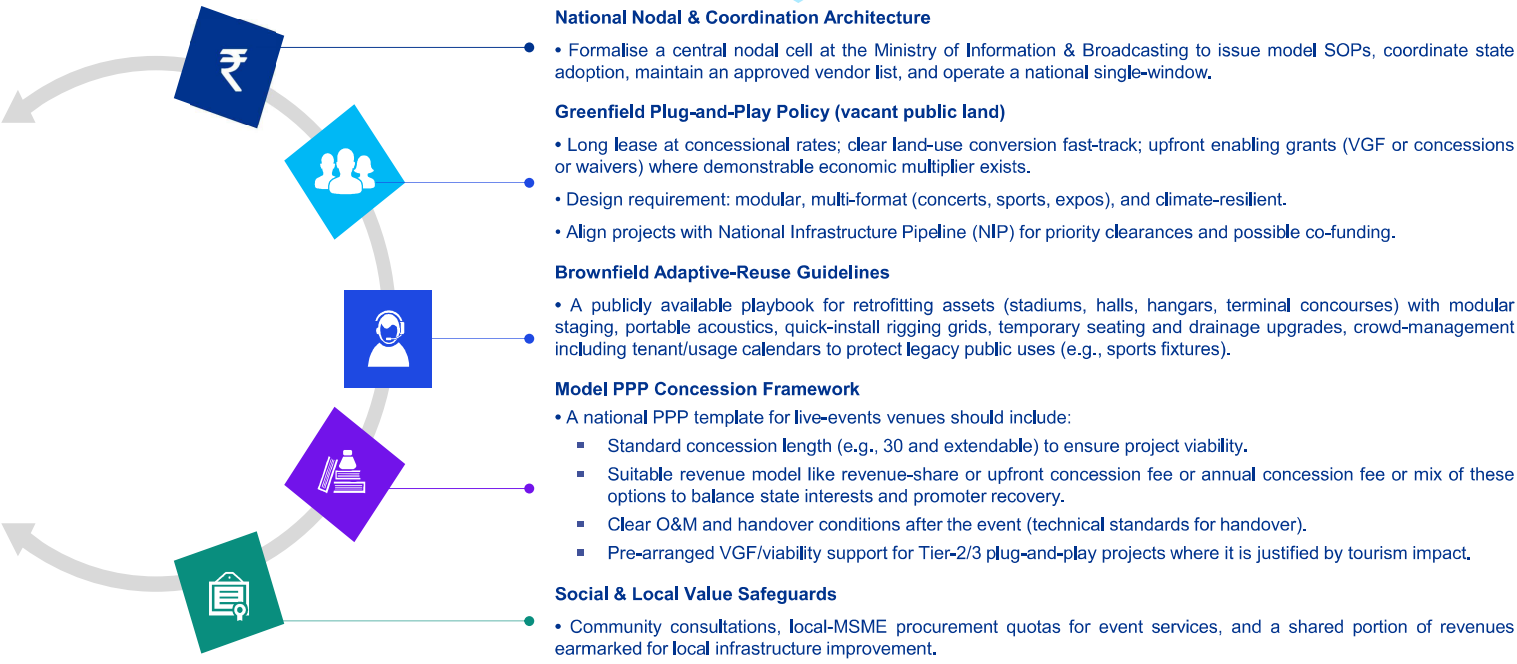 ₹
National Nodal & Coordination Architecture
• Formalise a central nodal cell at the Ministry of Information & Broadcasting to issue model SOPs, coordinate state
adoption, maintain an approved vendor list, and operate a national single-window.
Greenfield Plug-and-Play Policy (vacant public land)
• Long lease at concessional rates; clear land-use conversion fast-track; upfront enabling grants (VGF or concessions
or waivers) where demonstrable economic multiplier exists.
• Design requirement: modular, multi-format (concerts, sports, expos), and climate-resilient.
• Align projects with National Infrastructure Pipeline (NIP) for priority clearances and possible co-funding.
Brownfield Adaptive-Reuse Guidelines
• A publicly available playbook for retrofitting assets (stadiums, halls, hangars, terminal concourses) with modular
staging, portable acoustics, quick-install rigging grids, temporary seating and drainage upgrades, crowd-management
including tenant/usage calendars to protect legacy public uses (e.g., sports fixtures).
Model PPP Concession Framework
• A national PPP template for live-events venues should include:
▪ Standard concession length (e.g., 30 and extendable) to ensure project viability.
▪ Suitable revenue model like revenue-share or upfront concession fee or annual concession fee or mix of these
options to balance state interests and promoter recovery.
▪ Clear O&M and handover conditions after the event (technical standards for handover).
▪ Pre-arranged VGF/viability support for Tier-2/3 plug-and-play projects where it is justified by tourism impact.
Social & Local Value Safeguards
• Community consultations, local-MSME procurement quotas for event services, and a shared portion of revenues
earmarked for local infrastructure improvement.